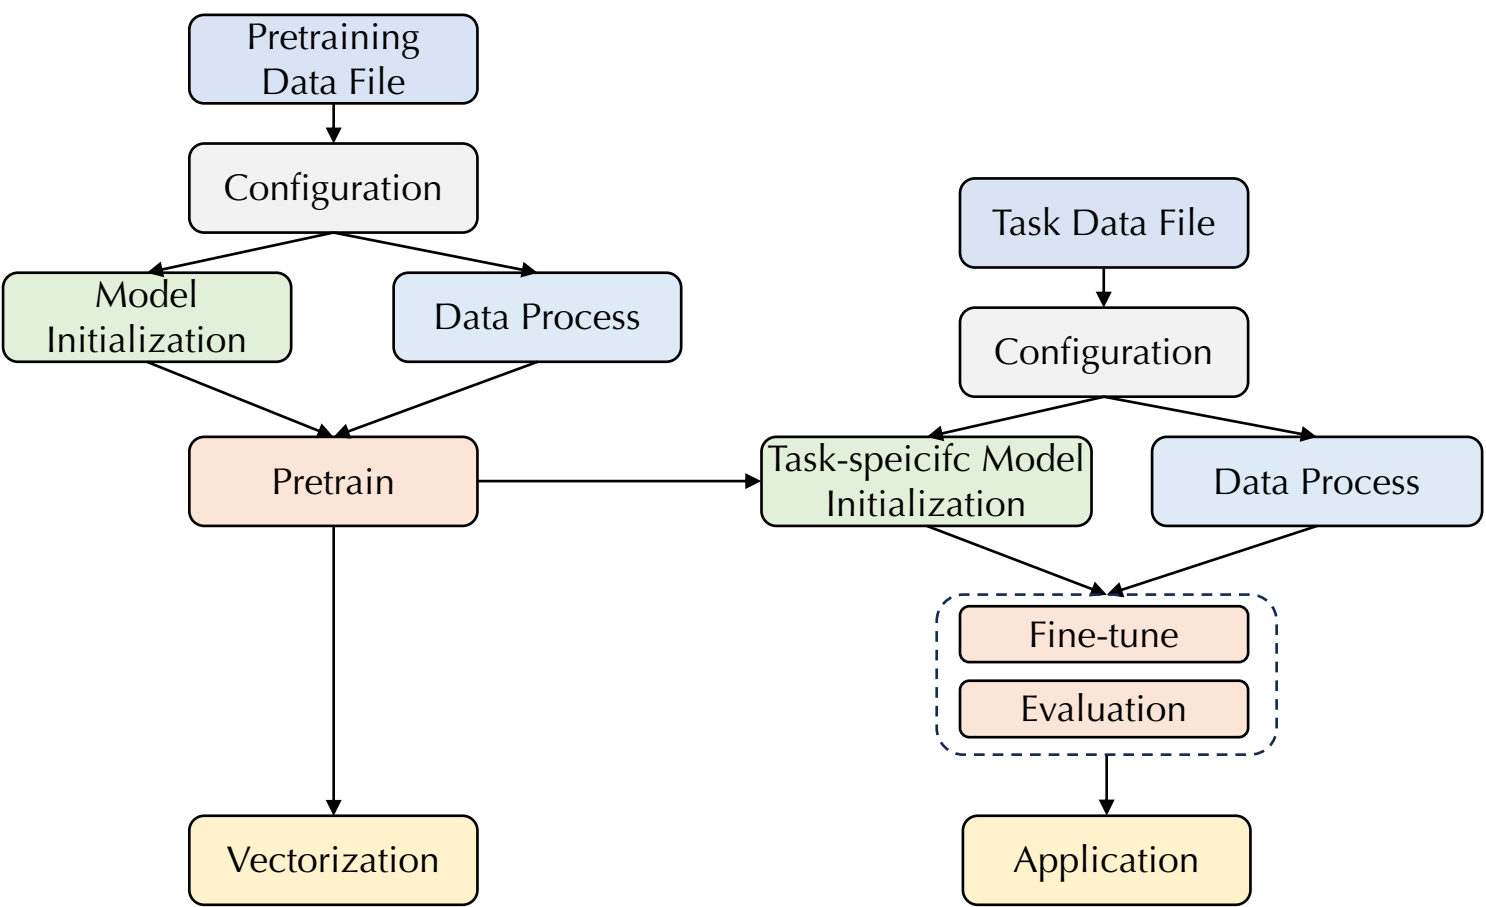 Pretraining
Data File
Configuration
Model
Initialization
Data Process
Pretrain
Vectorization
Task Data File
Configuration
Task-speicifc Model
Initialization
Data Process
Fine-tune
Evaluation
Application